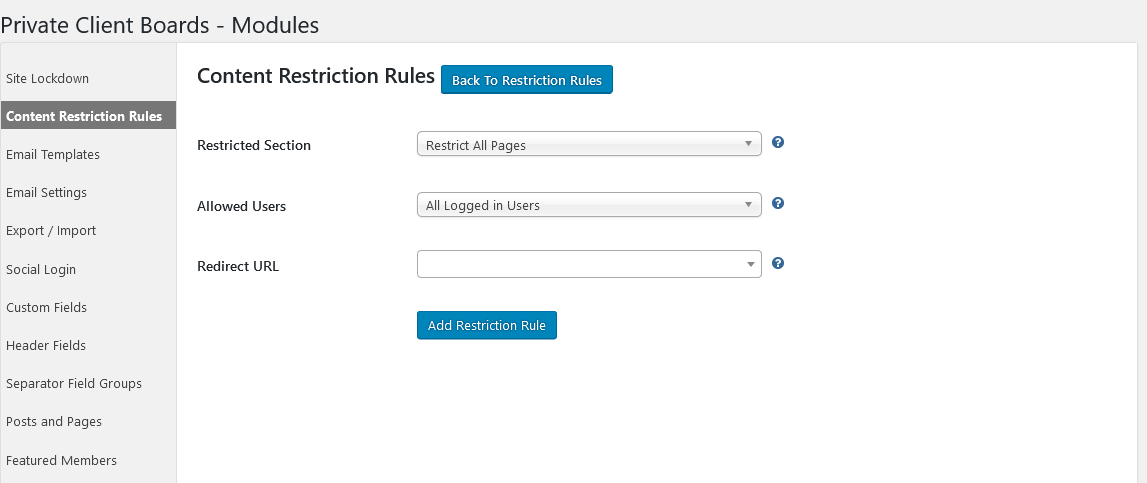 Private Client Boards - Modules
Site Lockdown
Content Restriction Rules
Email Templates
Email Settings
Export / Import
Social Login
Custom Fields
Header Fields
Separator Field Groups
Posts and Pages
Featured Members
Content Restriction Rules Back To Restriction Rules
Restricted Section Restrict All Pages ?
Allowed Users All Logged in Users ?
Redirect URL ?
Add Restriction Rule